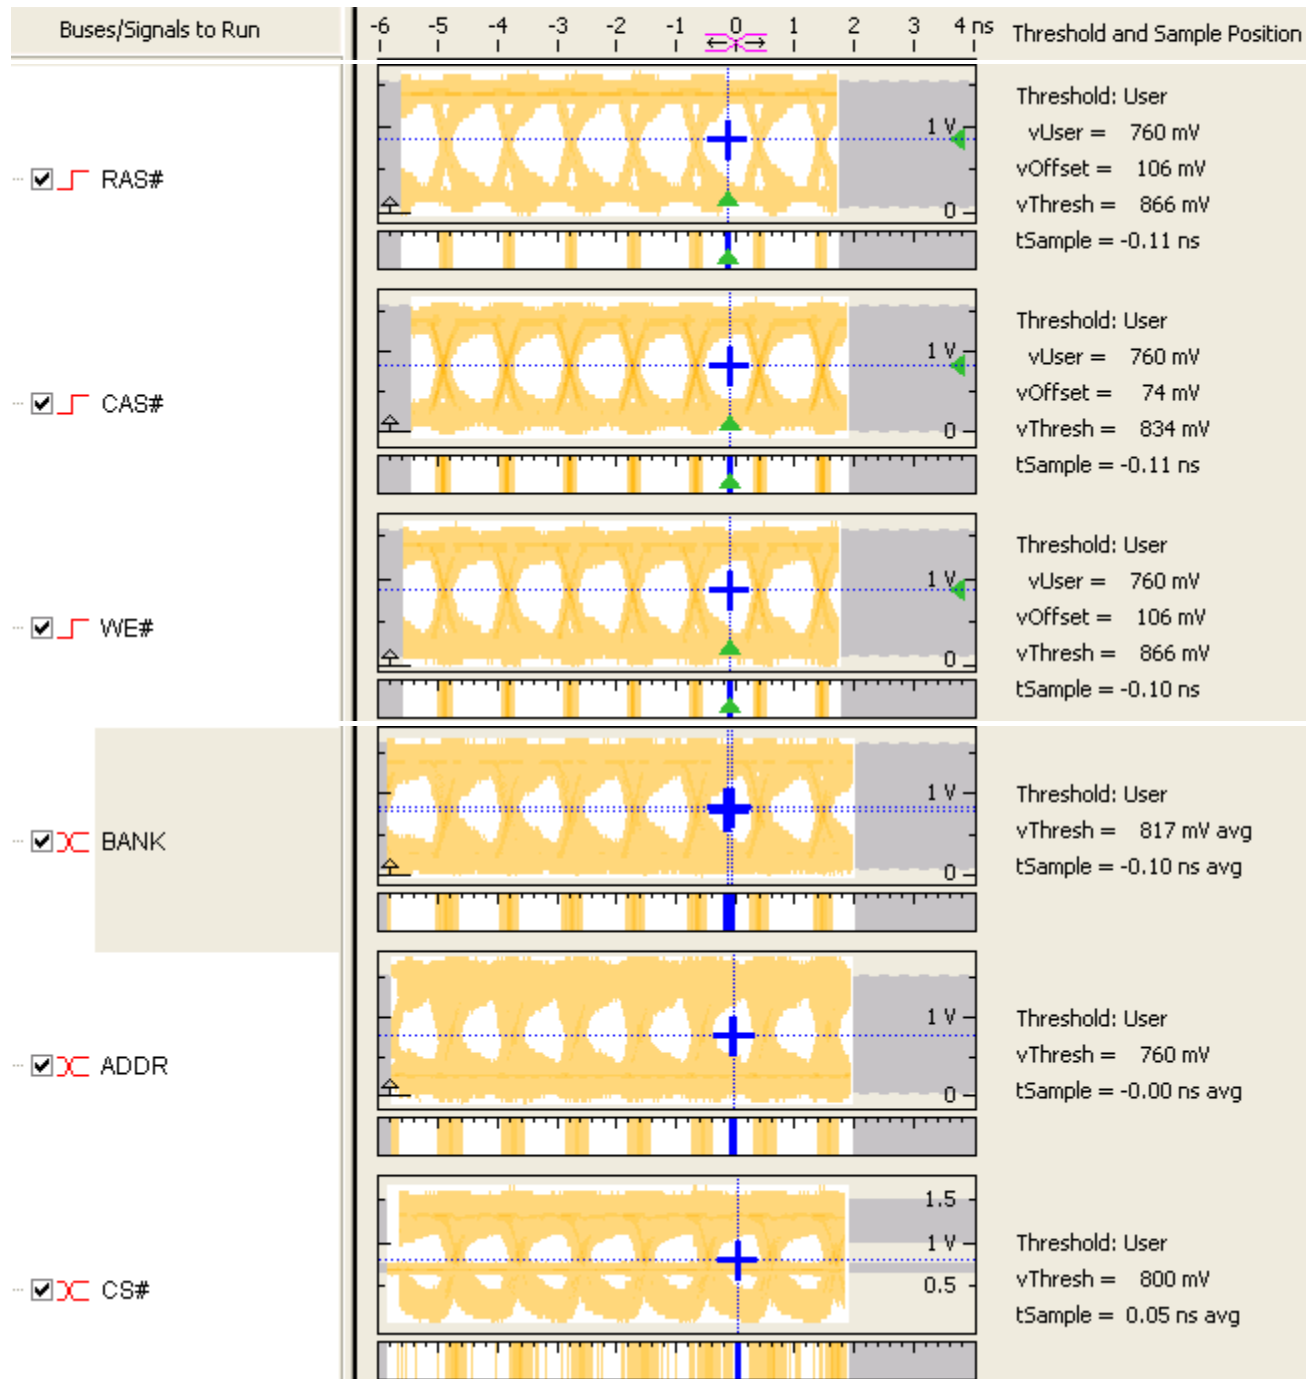 Buses/Signals to Run
-6 -5 -4 -3 -2 -1 0 1 2 3 4 ns
Threshold and Sample Position
RAS#
1 V
0
Threshold: User
vUser = 760 mV
vOffset = 106 mV
vThresh = 866 mV
tSample = -0.11 ns
CAS#
1 V
0
Threshold: User
vUser = 760 mV
vOffset = 74 mV
vThresh = 834 mV
tSample = -0.11 ns
WE#
1 V
0
Threshold: User
vUser = 760 mV
vOffset = 106 mV
vThresh = 866 mV
tSample = -0.10 ns
BANK
1 V
0
Threshold: User
vThresh = 817 mV avg
tSample = -0.10 ns avg
ADDR
1 V
0
Threshold: User
vThresh = 760 mV
tSample = -0.00 ns avg
CS#
1.5
1 V
0.5
Threshold: User
vThresh = 800 mV
tSample = 0.05 ns avg